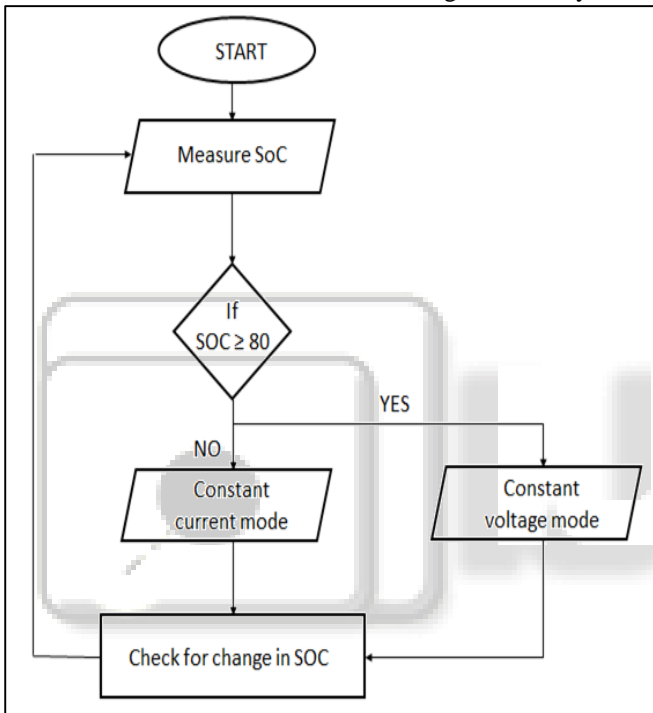 START
Measure SoC
If
SOC ≥ 80
YES
NO
Constant
current mode
Constant
voltage mode
Check for change in SOC